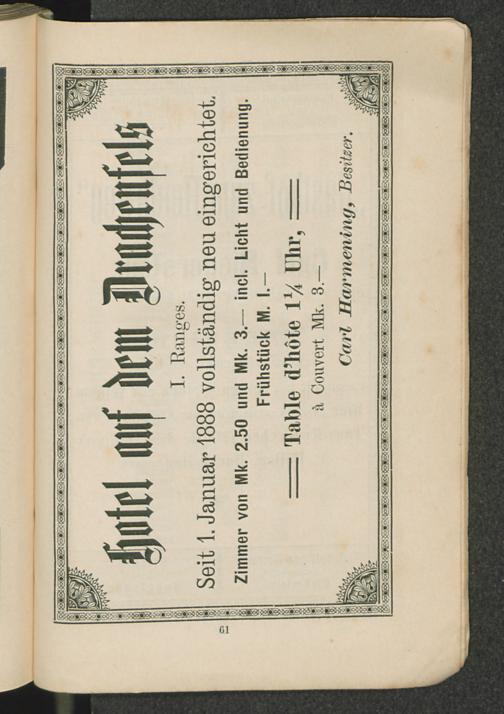 Hotel auf dem Drachenfels
I. Ranges.
Seit 1. Januar 1888 vollständig neu eingerichtet.
Zimmer von Mk. 2.50 und Mk. 3.— incl. Licht und Bedienung.
Frühstück M. 1.—
Table d'hôte 1¼ Uhr,
à Couvert Mk. 3.—
Carl Harmening, Besitzer.
61